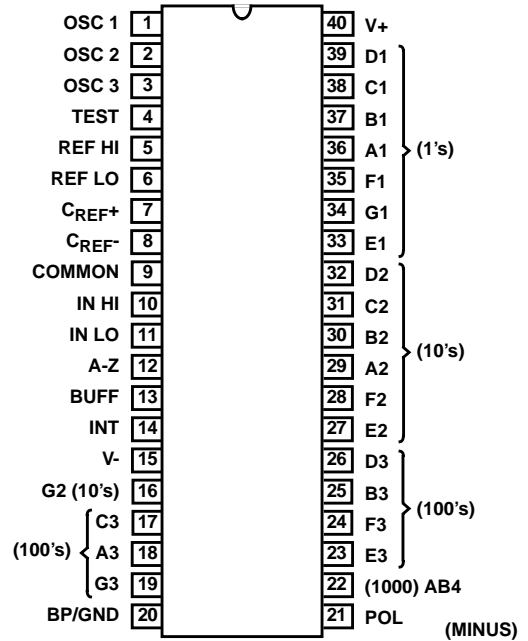 OSC 1 1 40 V+
OSC 2 2 39 D1
OSC 3 3 38 C1
TEST 4 37 B1
REF HI 5 36 A1 (1's)
REF LO 6 35 F1
CREF+ 7 34 G1
CREF- 8 33 E1
COMMON 9 32 D2
IN HI 10 31 C2
IN LO 11 30 B2 (10's)
A-Z 12 29 A2
BUFF 13 28 F2
INT 14 27 E2
V- 15 26 D3
G2 (10's) 16 25 B3 (100's)
C3 17 24 F3
(100's) A3 18 23 E3
G3 19 22 (1000) AB4
BP/GND 20 21 POL (MINUS)